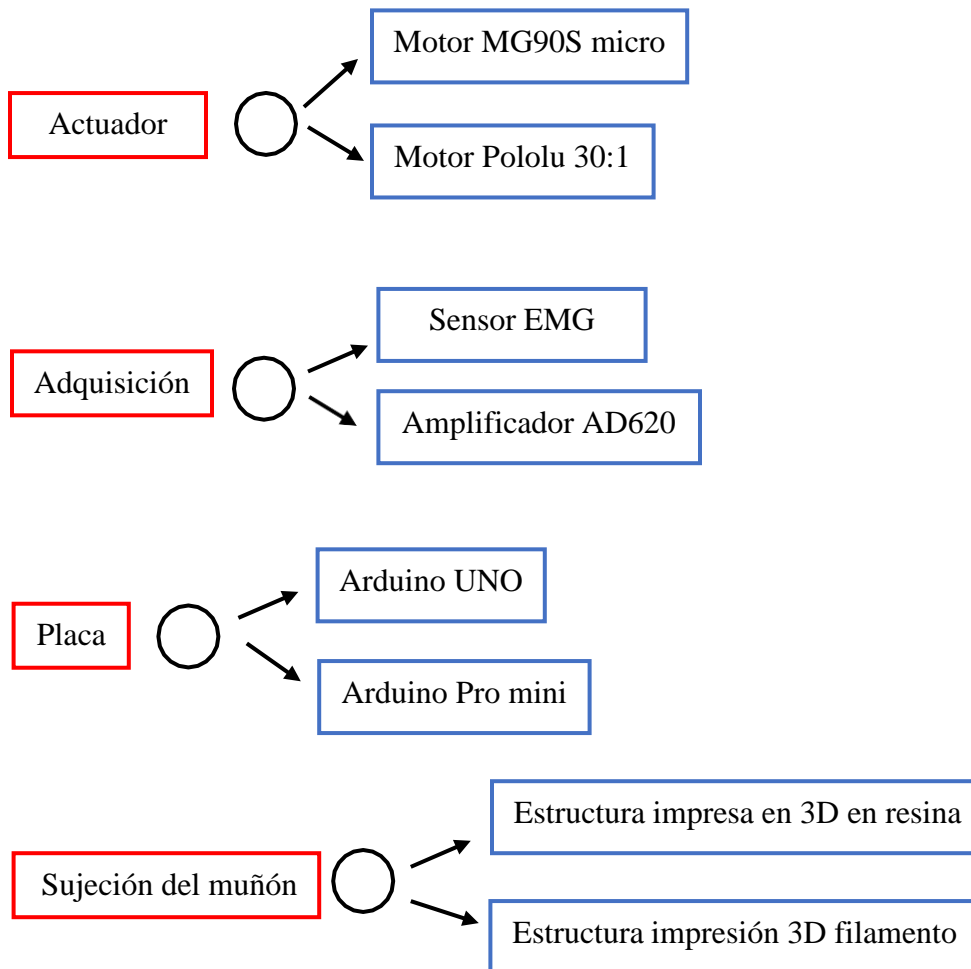 Motor MG90S micro
Actuador
Motor Pololu 30:1
Sensor EMG
Adquisición
Amplificador AD620
Arduino UNO
Placa
Arduino Pro mini
Estructura impresa en 3D en resina
Sujeción del muñón
Estructura impresión 3D filamento